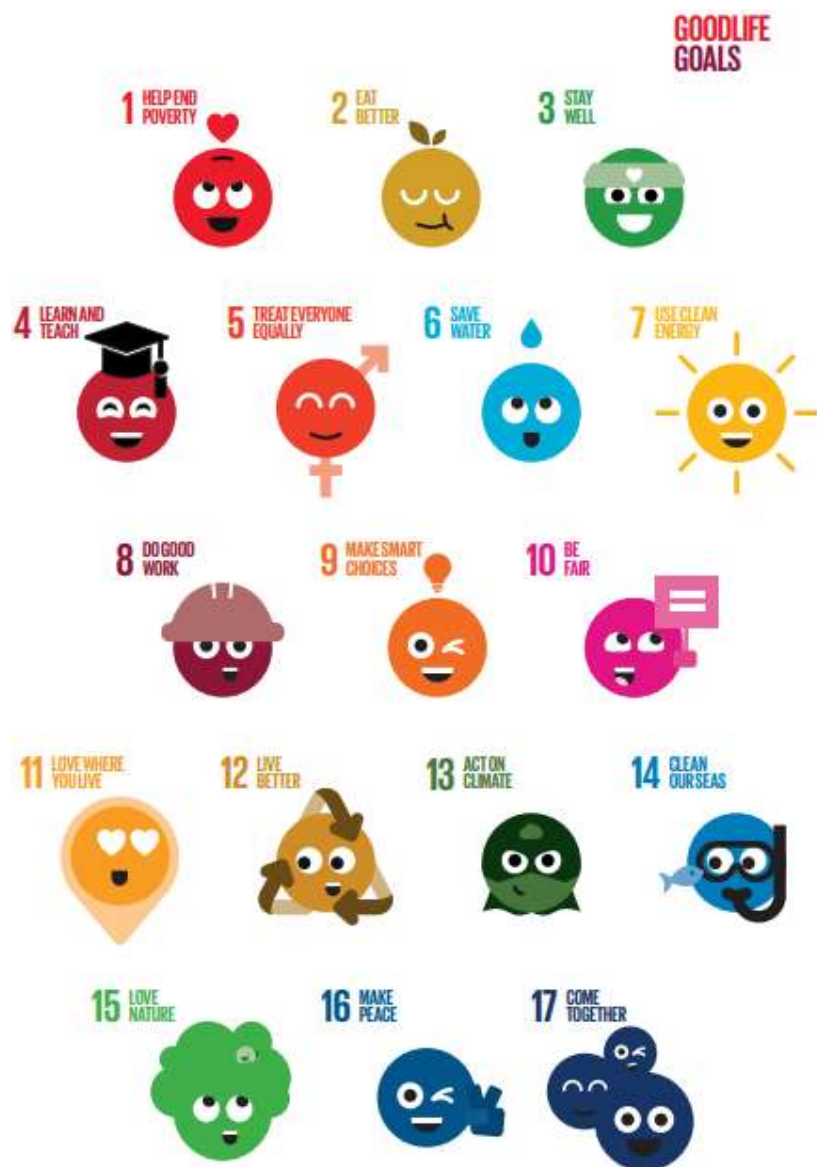 GOODLIFE
GOALS
1 HELP END
POVERTY
2 EAT
BETTER
3 STAY
WELL
4 LEARN AND
TEACH
5 TREAT EVERYONE
EQUALLY
6 SAVE
WATER
7 USE CLEAN
ENERGY
8 DO GOOD
WORK
9 MAKE SMART
CHOICES
10 BE
FAIR
11 LOVE WHERE
YOU LIVE
12 LIVE
BETTER
13 ACT ON
CLIMATE
14 CLEAN
OUR SEAS
15 LOVE
NATURE
16 MAKE
PEACE
17 COME
TOGETHER